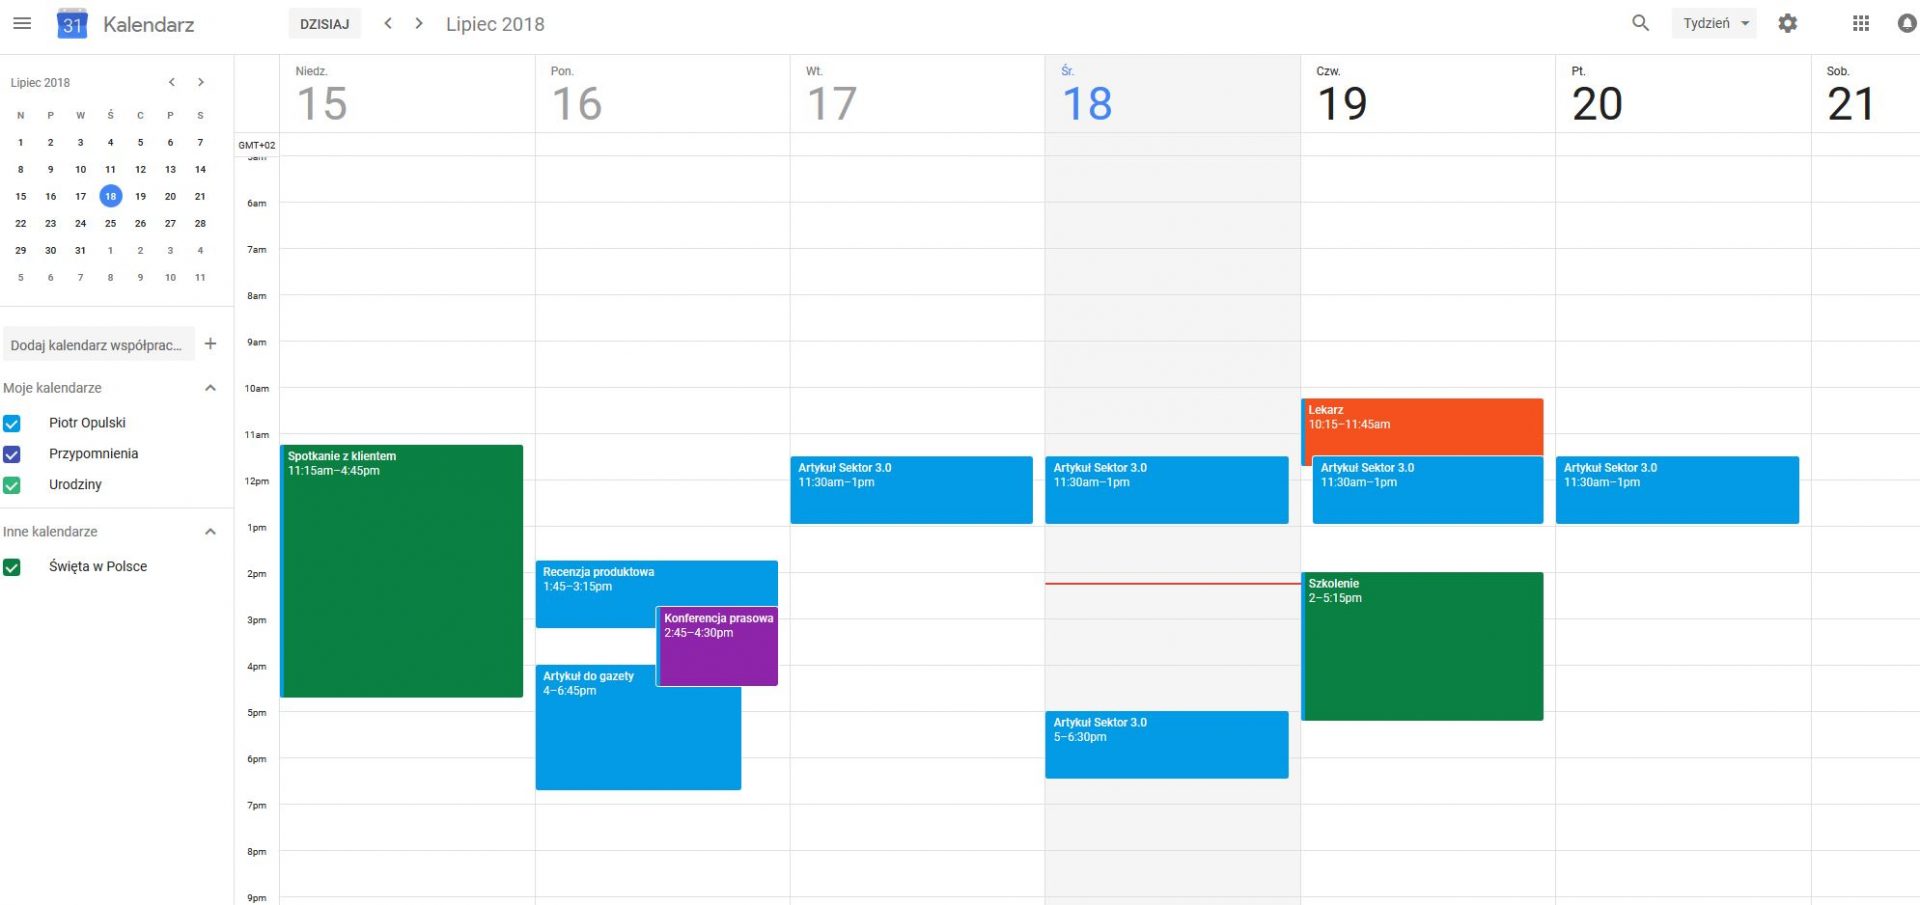 31 Kalendarz
DZISIAJ
Lipiec 2018
Tydzień
Lipiec 2018
N P W Ś C P S
1 2 3 4 5 6 7
8 9 10 11 12 13 14
15 16 17 18 19 20 21
22 23 24 25 26 27 28
29 30 31 1 2 3 4
5 6 7 8 9 10 11
Dodaj kalendarz współprac...
Moje kalendarze
Piotr Opulski
Przypomnienia
Urodziny
Inne kalendarze
Święta w Polsce
Niedz.
15
Pon.
16
Wt.
17
Śr.
18
Czw.
19
Pt.
20
Sob.
21
GMT+02
6am
7am
8am
9am
10am
11am
12pm
1pm
2pm
3pm
4pm
5pm
6pm
7pm
8pm
9pm
Spotkanie z klientem
11:15am–4:45pm
Recenzja produktowa
1:45–3:15pm
Konferencja prasowa
2:45–4:30pm
Artykuł do gazety
4–6:45pm
Artykuł Sektor 3.0
11:30am–1pm
Artykuł Sektor 3.0
11:30am–1pm
Artykuł Sektor 3.0
5–6:30pm
Lekarz
10:15–11:45am
Artykuł Sektor 3.0
11:30am–1pm
Szkolenie
2–5:15pm
Artykuł Sektor 3.0
11:30am–1pm